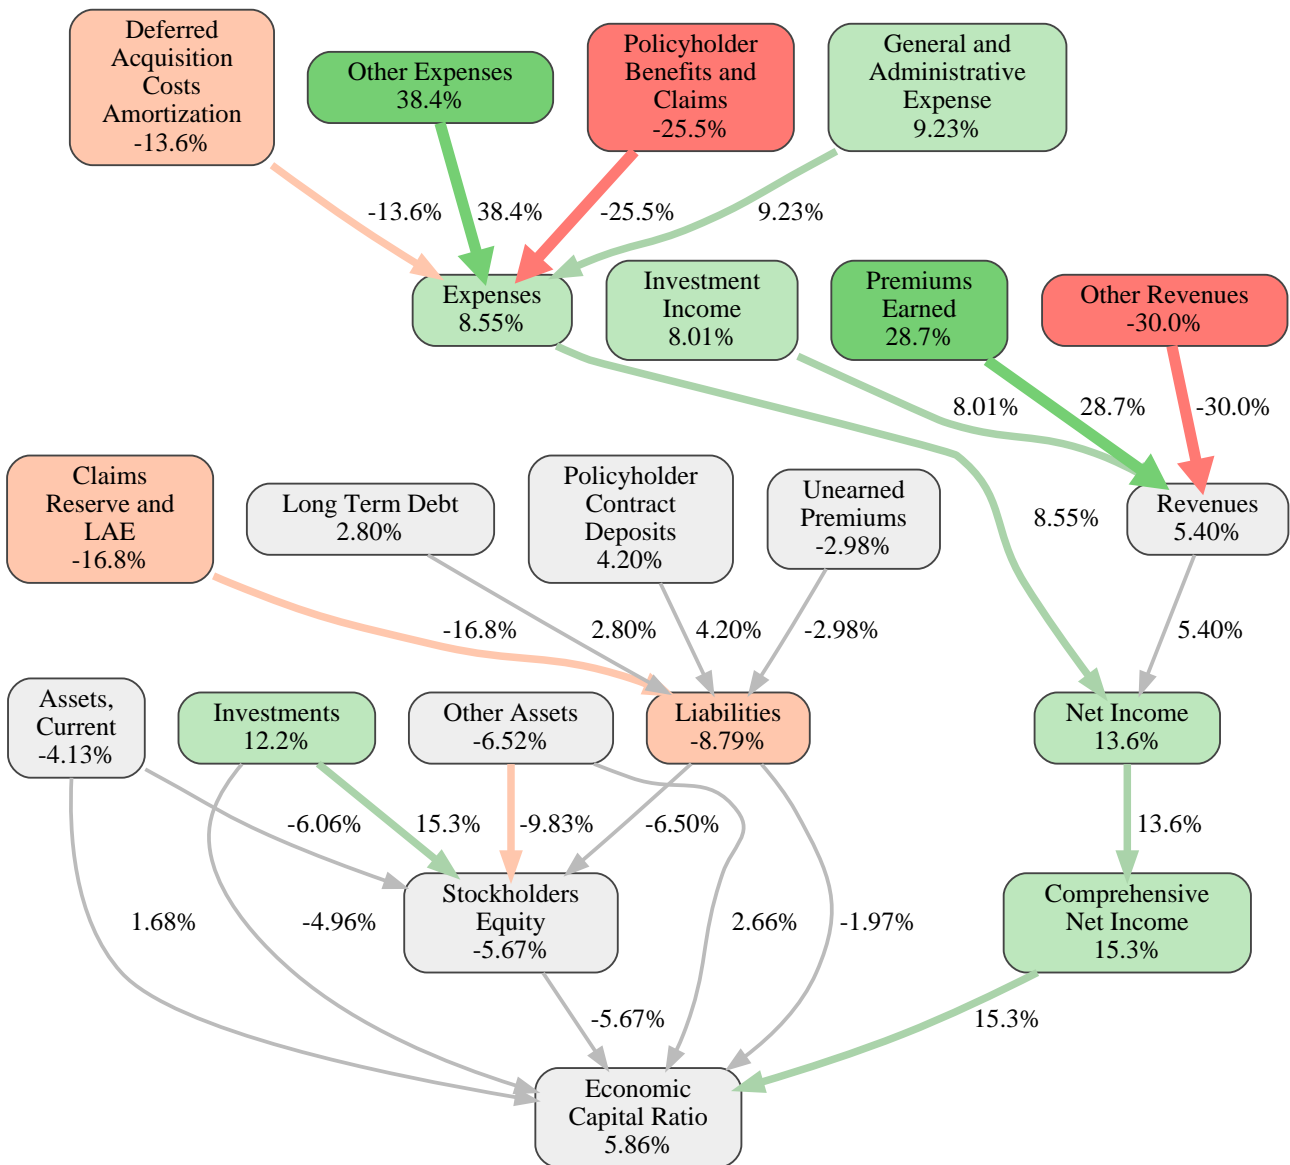 Deferred
Acquisition
Costs
Amortization
-13.6%
Other Expenses
38.4%
Policyholder
Benefits and
Claims
-25.5%
General and
Administrative
Expense
9.23%
-13.6%
38.4%
-25.5%
9.23%
Expenses
8.55%
Investment
Income
8.01%
Premiums
Earned
28.7%
Other Revenues
-30.0%
8.01%
28.7%
-30.0%
Claims
Reserve and
LAE
-16.8%
Long Term Debt
2.80%
Policyholder
Contract
Deposits
4.20%
Unearned
Premiums
-2.98%
8.55%
Revenues
5.40%
-16.8%
2.80%
4.20%
-2.98%
5.40%
Assets,
Current
-4.13%
Investments
12.2%
Other Assets
-6.52%
Liabilities
-8.79%
Net Income
13.6%
-6.06%
15.3%
-9.83%
-6.50%
13.6%
1.68%
-4.96%
Stockholders
Equity
-5.67%
2.66%
-1.97%
Comprehensive
Net Income
15.3%
-5.67%
15.3%
Economic
Capital Ratio
5.86%